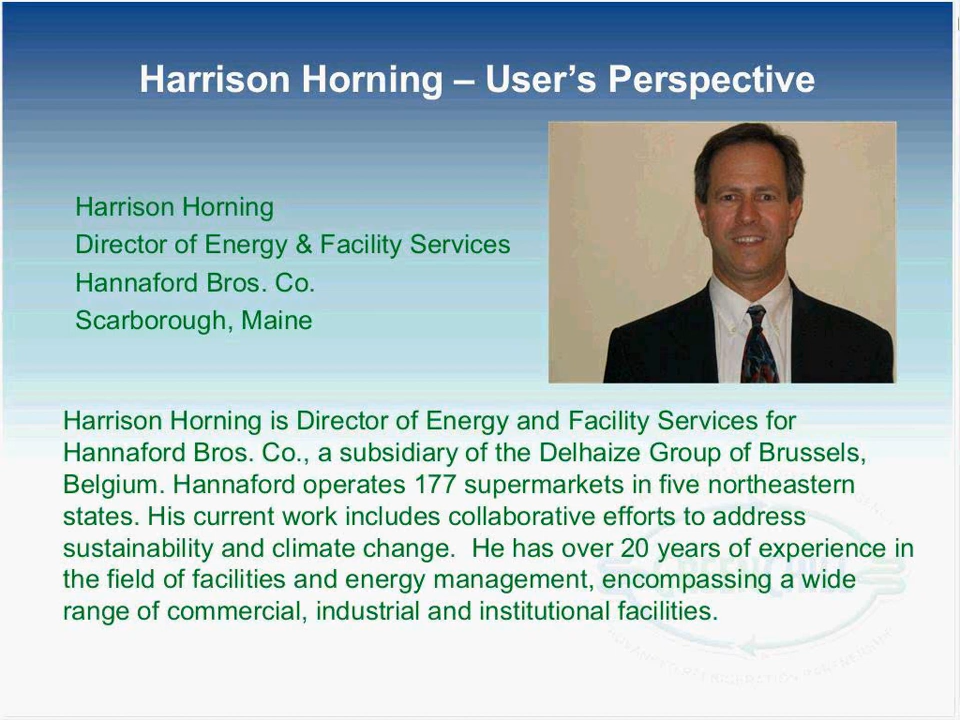 Harrison Horning – User's Perspective
Harrison Horning
Director of Energy & Facility Services
Hannaford Bros. Co.
Scarborough, Maine
Harrison Horning is Director of Energy and Facility Services for
Hannaford Bros. Co., a subsidiary of the Delhaize Group of Brussels,
Belgium. Hannaford operates 177 supermarkets in five northeastern
states. His current work includes collaborative efforts to address
sustainability and climate change.  He has over 20 years of experience in
the field of facilities and energy management, encompassing a wide
range of commercial, industrial and institutional facilities.
GREENCHILL